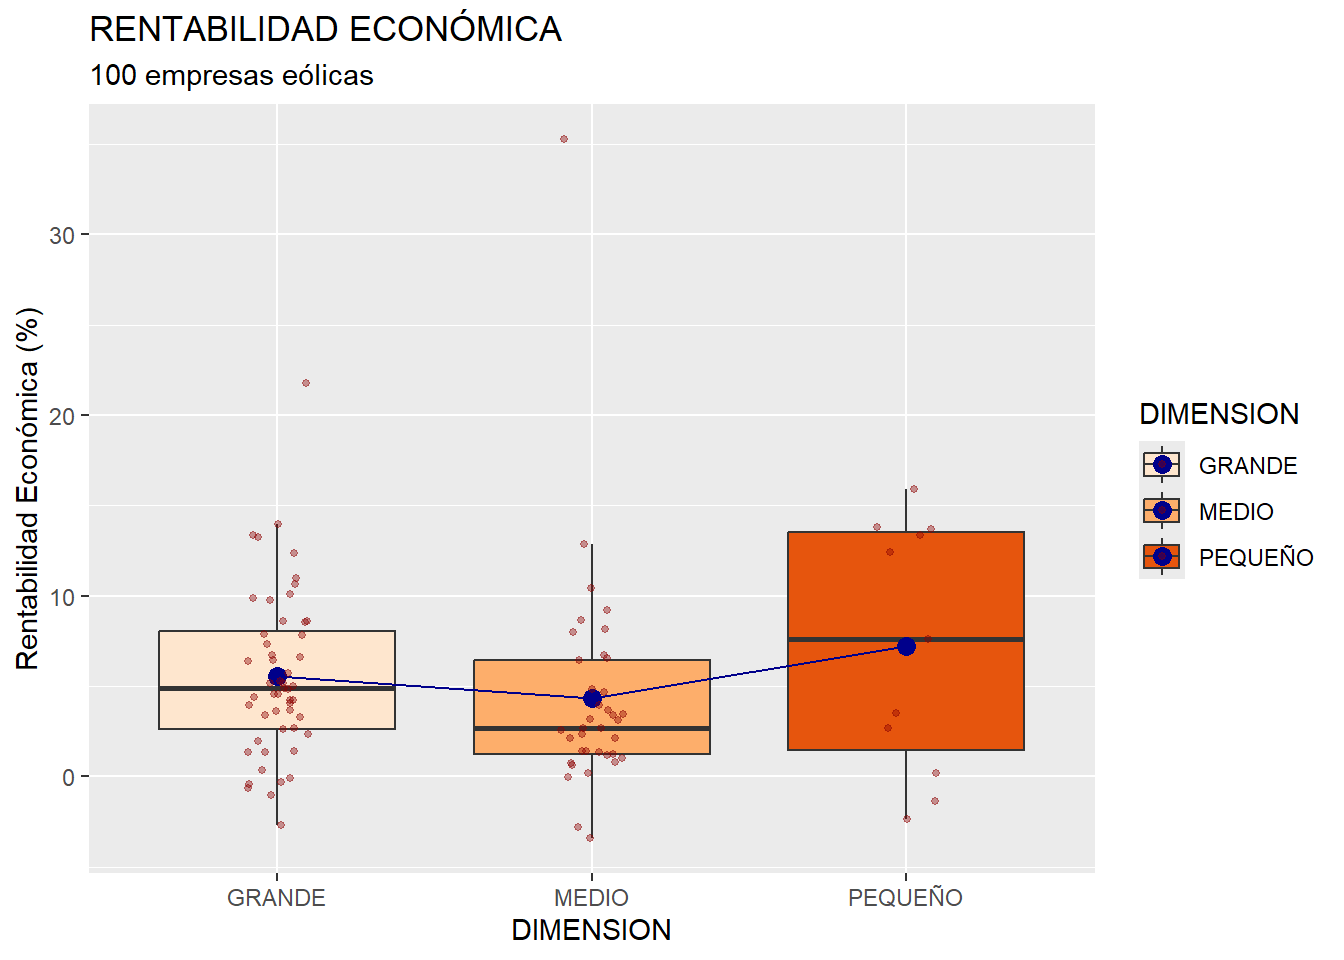 RENTABILIDAD ECONÓMICA
100 empresas eólicas
Rentabilidad Económica (%)
30
20
10
0
GRANDE
MEDIO
PEQUEÑO
DIMENSION
DIMENSION
GRANDE
MEDIO
PEQUEÑO